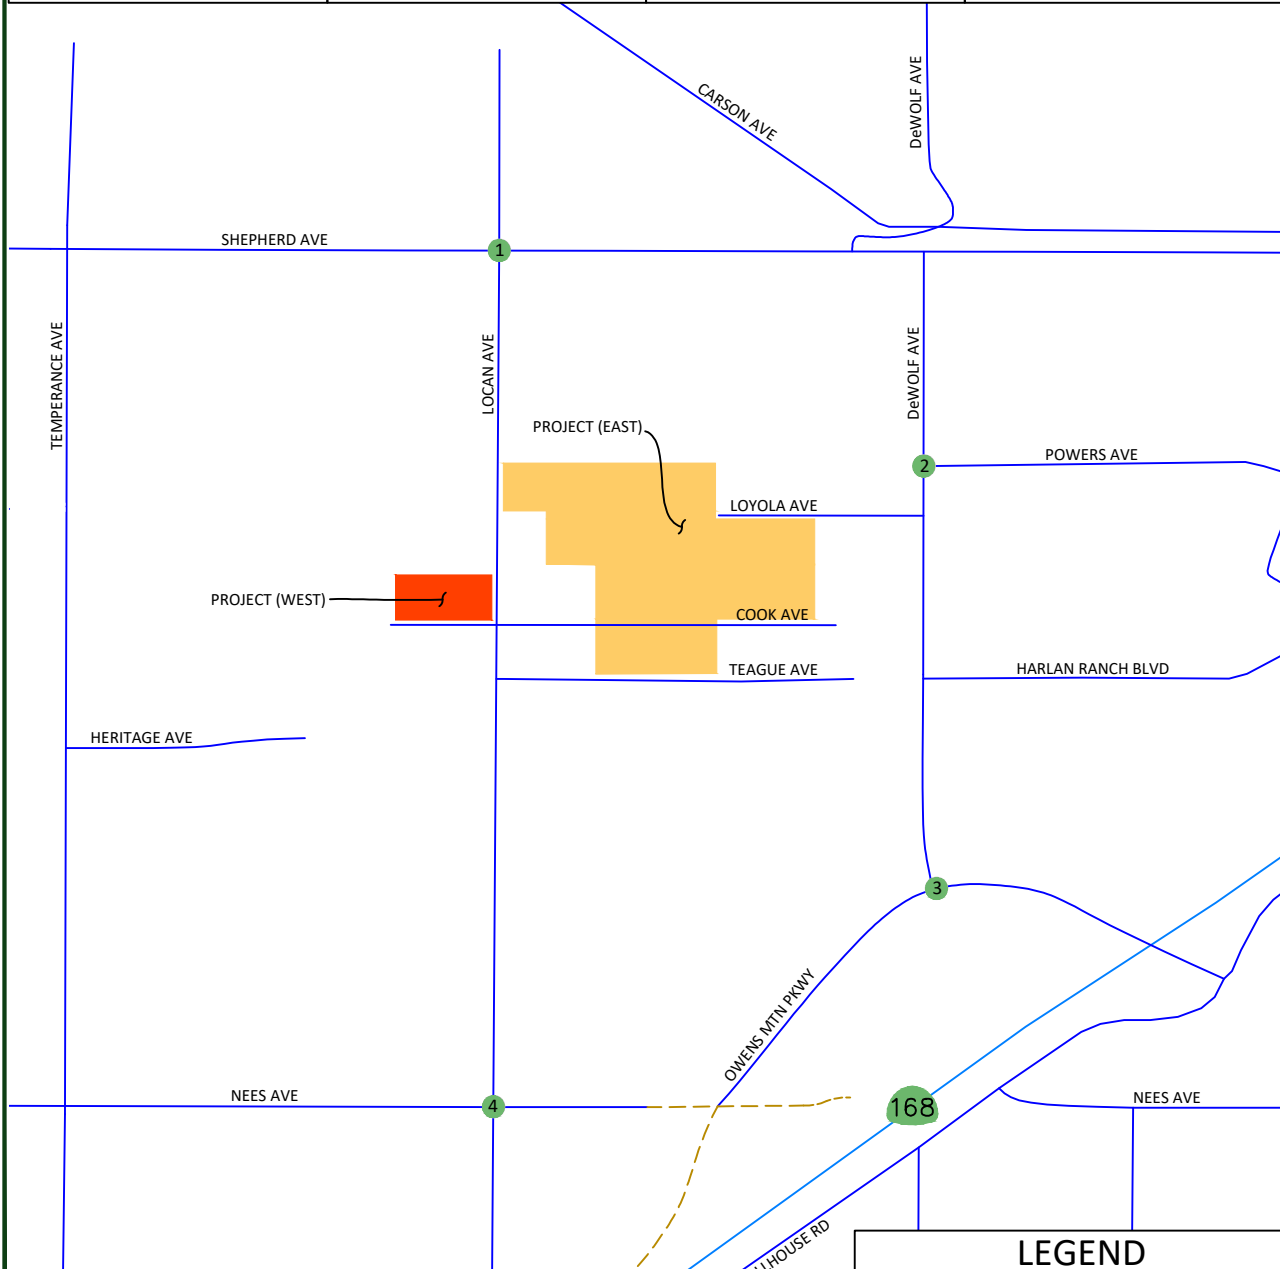 CARSON AVE
DeWOLF AVE
SHEPHERD AVE
1
TEMPERANCE AVE
LOCAN AVE
DeWOLF AVE
PROJECT (EAST)
2
POWERS AVE
LOYOLA AVE
PROJECT (WEST)
COOK AVE
TEAGUE AVE
HARLAN RANCH BLVD
HERITAGE AVE
3
OWENS MTN PKWY
NEES AVE
4
168
NEES AVE
LLHOUSE RD
LEGEND